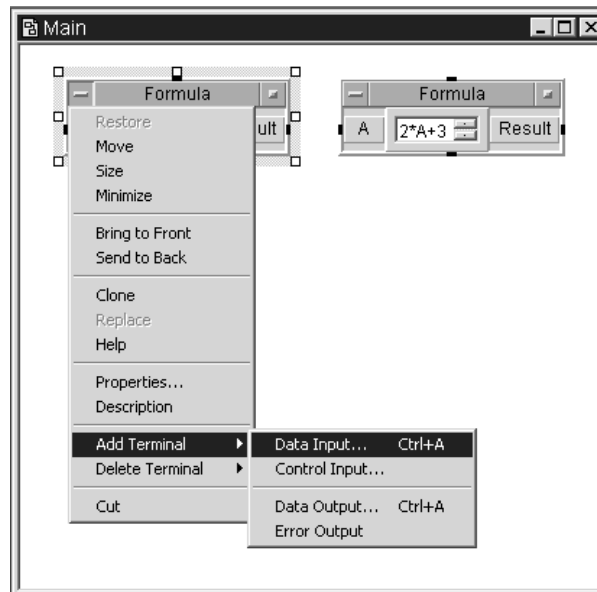 Main
Formula
Formula
ult
A
2*A+3
Result
Restore
Move
Size
Minimize
Bring to Front
Send to Back
Clone
Replace
Help
Properties...
Description
Add Terminal
Delete Terminal
Cut
Data Input... Ctrl+A
Control Input...
Data Output... Ctrl+A
Error Output